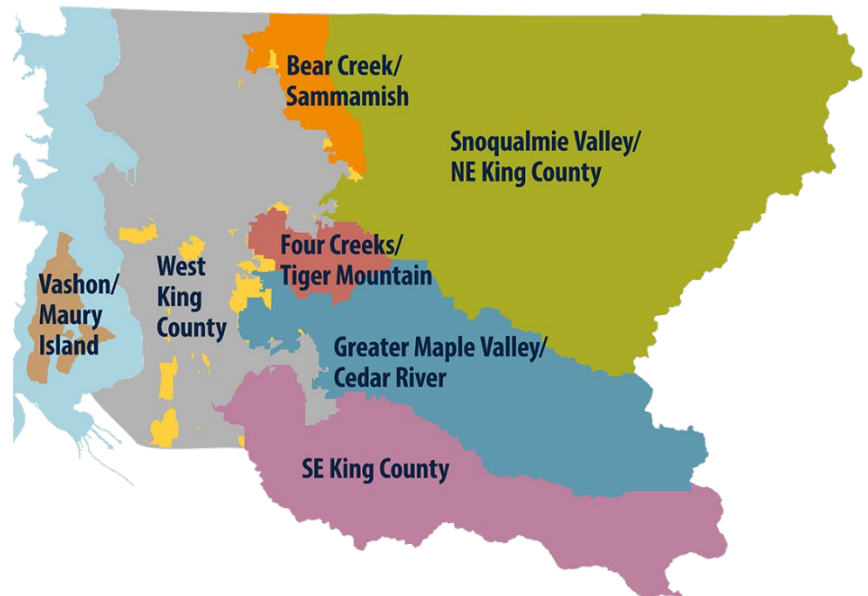 Bear Creek/
Sammamish
Snoqualmie Valley/
NE King County
Four Creeks/
Tiger Mountain
Vashon/
Maury
Island
West
King
County
Greater Maple Valley/
Cedar River
SE King County